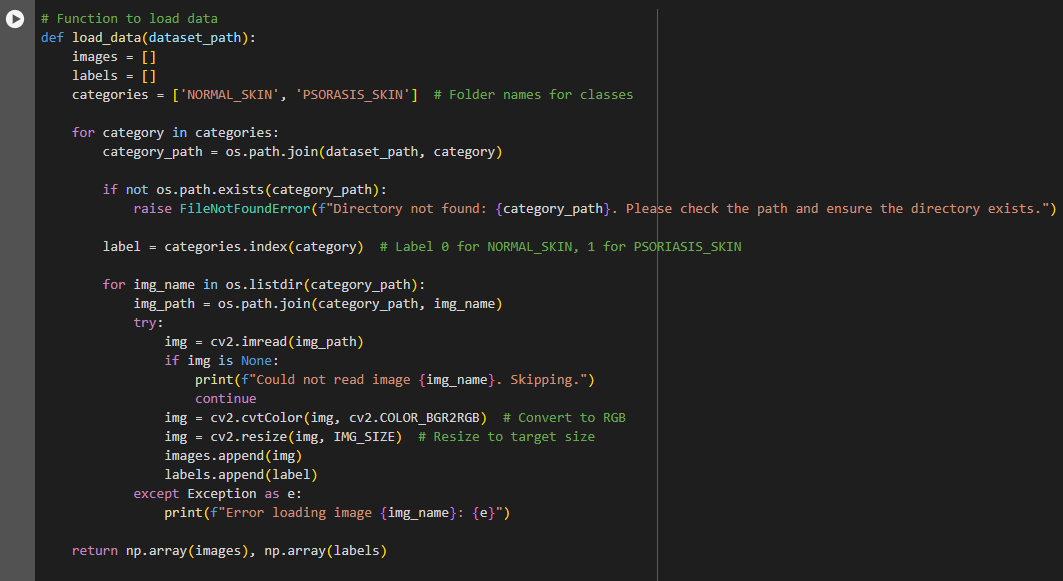 # Function to load data
def load_data(dataset_path):
    images = []
    labels = []
    categories = ['NORMAL_SKIN', 'PSORASIS_SKIN']  # Folder names for classes

    for category in categories:
        category_path = os.path.join(dataset_path, category)

        if not os.path.exists(category_path):
            raise FileNotFoundError(f"Directory not found: {category_path}. Please check the path and ensure the directory exists.")

        label = categories.index(category)  # Label 0 for NORMAL_SKIN, 1 for PSORIASIS_SKIN

        for img_name in os.listdir(category_path):
            img_path = os.path.join(category_path, img_name)
            try:
                img = cv2.imread(img_path)
                if img is None:
                    print(f"Could not read image {img_name}. Skipping.")
                    continue
                img = cv2.cvtColor(img, cv2.COLOR_BGR2RGB)  # Convert to RGB
                img = cv2.resize(img, IMG_SIZE)  # Resize to target size
                images.append(img)
                labels.append(label)
            except Exception as e:
                print(f"Error loading image {img_name}: {e}")

    return np.array(images), np.array(labels)